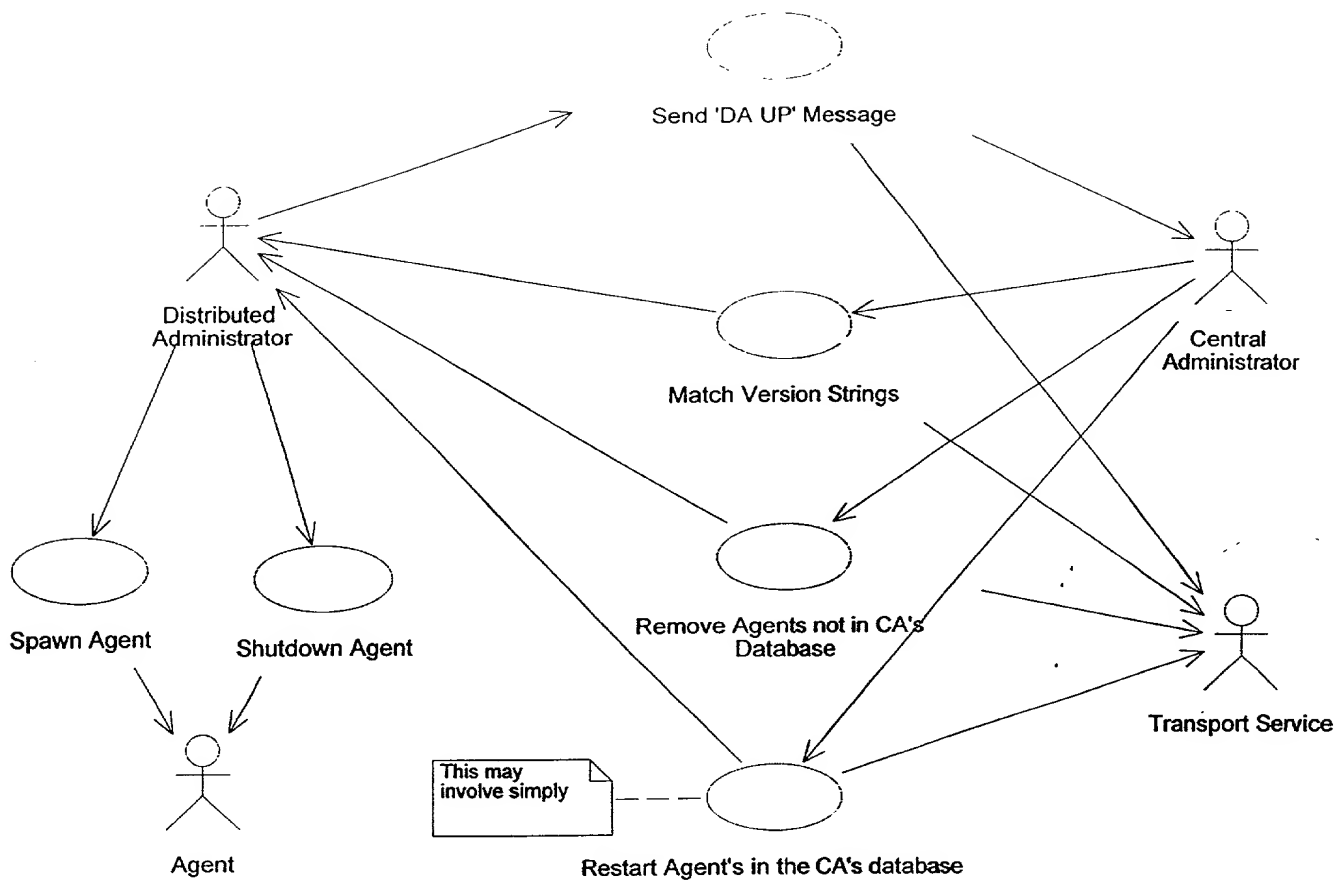 Send 'DA UP' Message
Distributed
Administrator
Central
Administrator
Match Version Strings
Spawn Agent
Shutdown Agent
Remove Agents not in CA's
Database
Transport Service
This may
involve simply
Agent
Restart Agent's in the CA's database